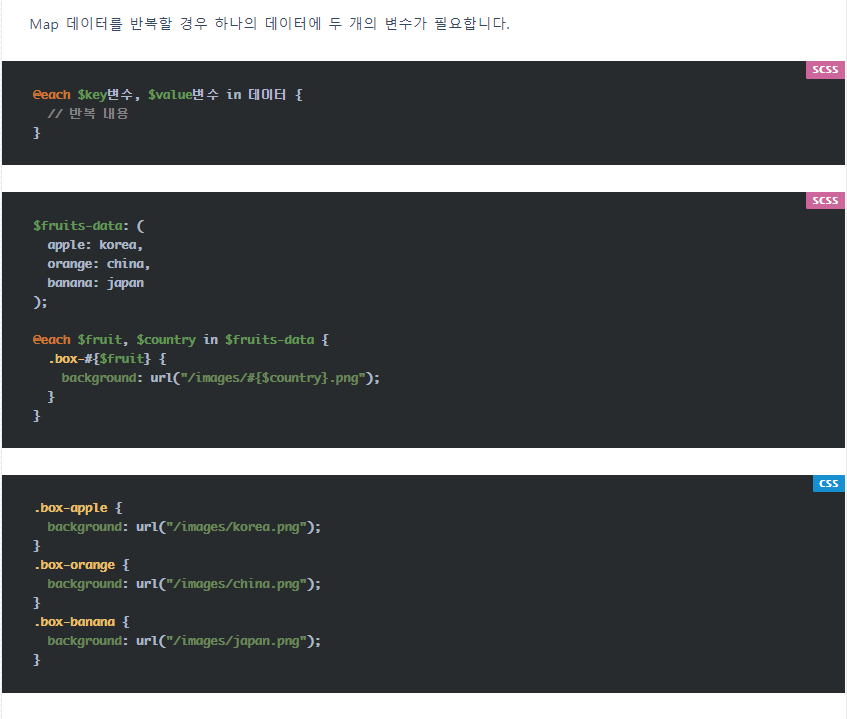 Map 데이터를 반복할 경우 하나의 데이터에 두 개의 변수가 필요합니다.
SCSS
@each $key변수, $value변수 in 데이터 {
  // 반복 내용
}
SCSS
$fruits-data: (
  apple: korea,
  orange: china,
  banana: japan
);

@each $fruit, $country in $fruits-data {
  .box-#{$fruit} {
    background: url("/images/#{$country}.png");
  }
}
CSS
.box-apple {
  background: url("/images/korea.png");
}
.box-orange {
  background: url("/images/china.png");
}
.box-banana {
  background: url("/images/japan.png");
}